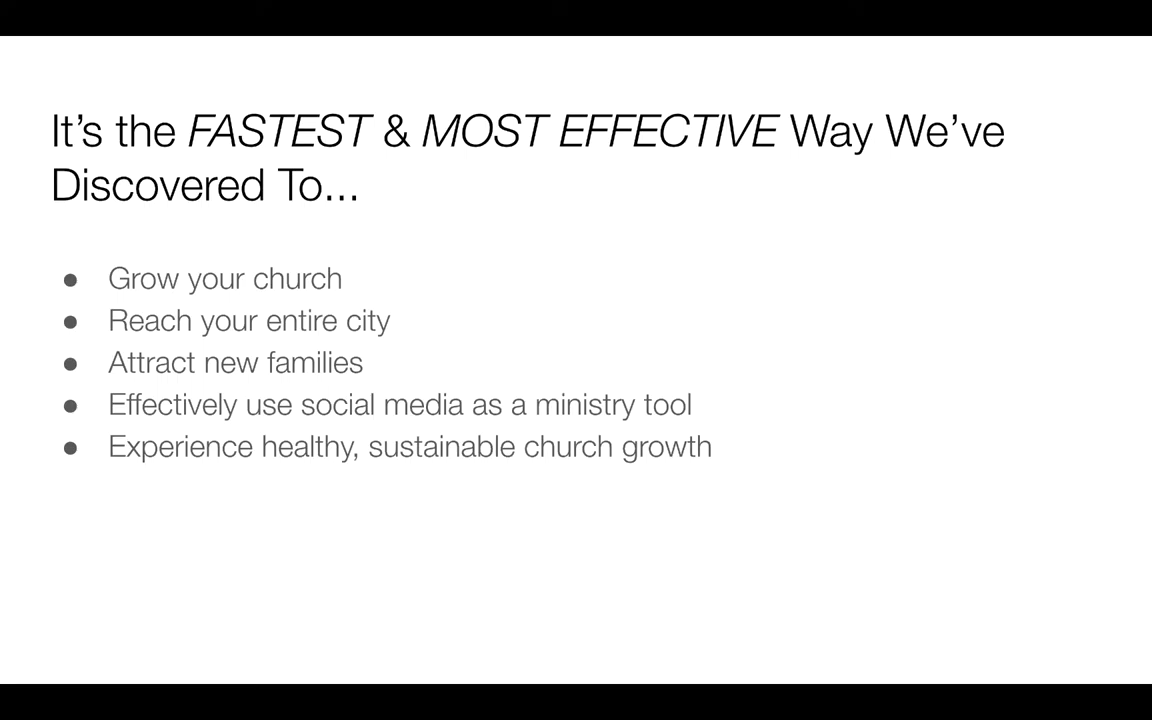 It’s the FASTEST & MOST EFFECTIVE Way We’ve
Discovered To...
● Grow your church
● Reach your entire city
● Attract new families
● Effectively use social media as a ministry tool
● Experience healthy, sustainable church growth